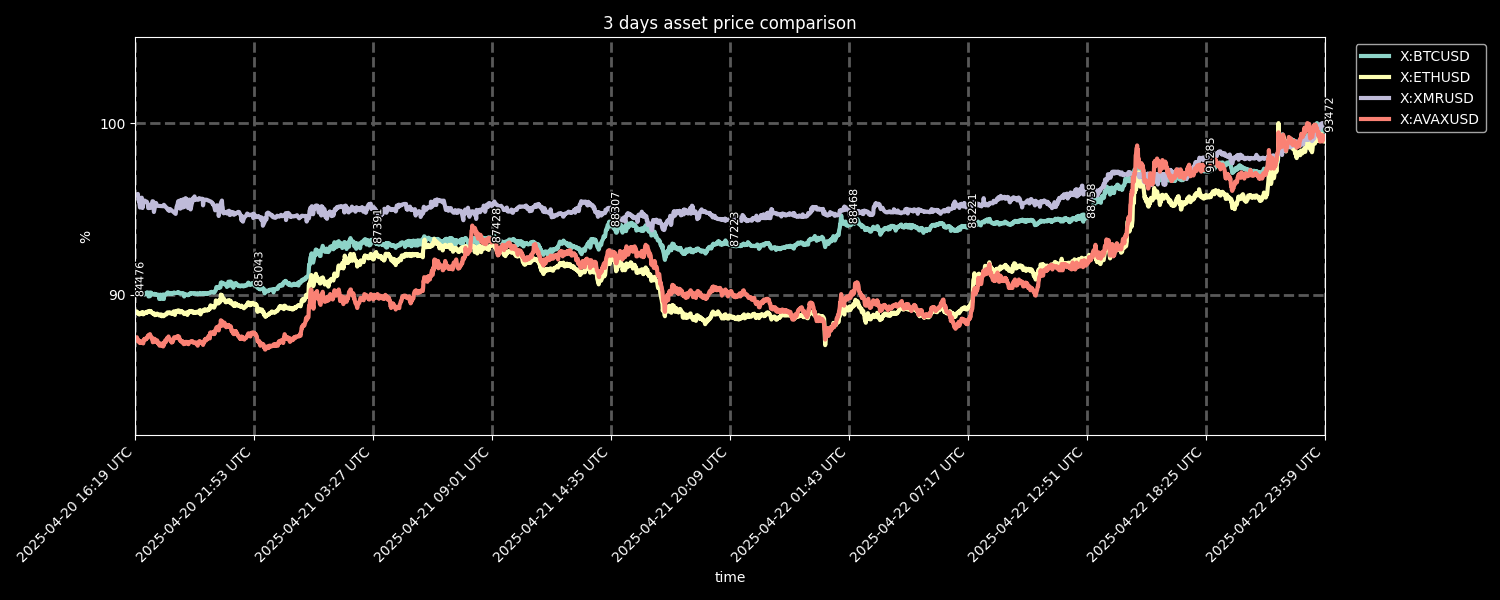 3 days asset price comparison
X:BTCUSD
X:ETHUSD
X:XMRUSD
X:AVAXUSD
100
90
%
84476
85043
87391
87428
88307
87223
88468
88221
88758
91285
93472
2025-04-20 16:19 UTC
2025-04-20 21:53 UTC
2025-04-21 03:27 UTC
2025-04-21 09:01 UTC
2025-04-21 14:35 UTC
2025-04-21 20:09 UTC
2025-04-22 01:43 UTC
2025-04-22 07:17 UTC
2025-04-22 12:51 UTC
2025-04-22 18:25 UTC
2025-04-22 23:59 UTC
time